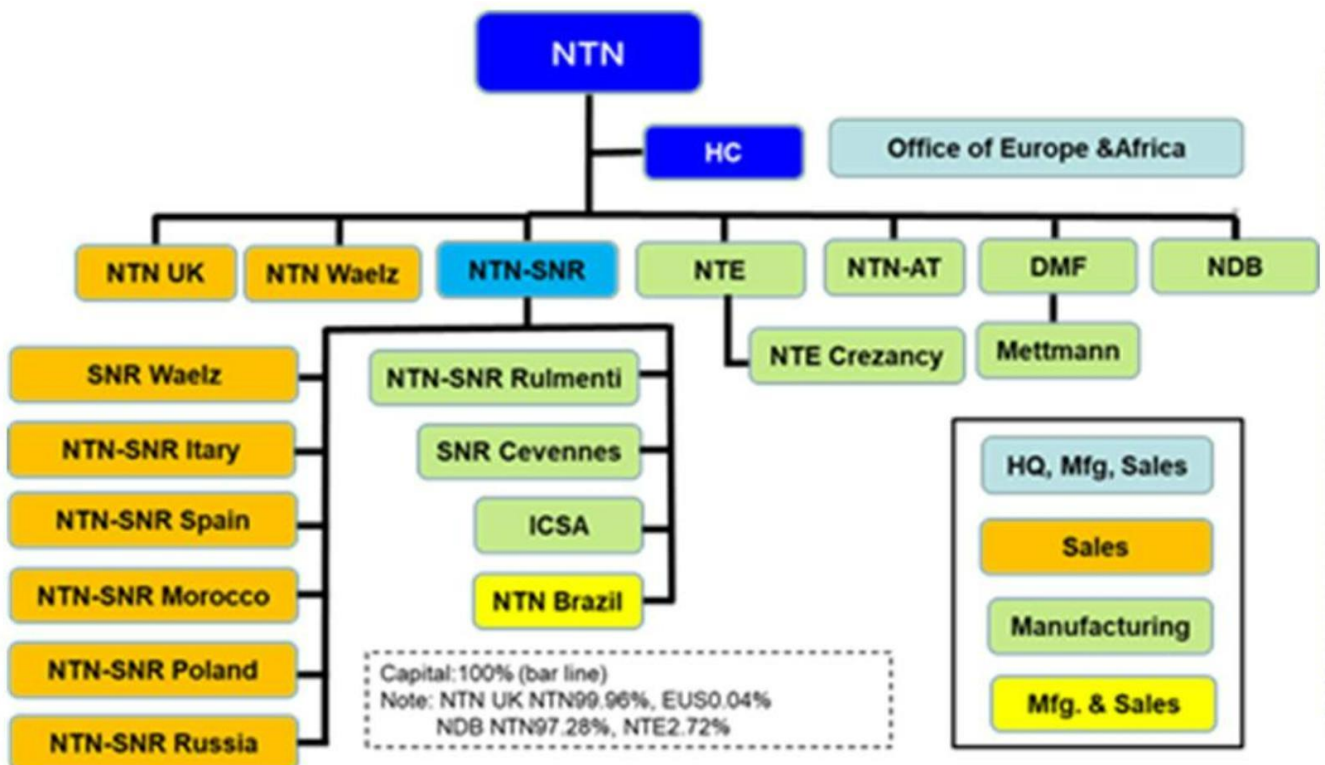 NTN
HC
Office of Europe &Africa
NTN UK
NTN Waelz
NTN-SNR
NTE
NTN-AT
DMF
NDB
NTE Crezancy
Mettmann
SNR Waelz
NTN-SNR Itary
NTN-SNR Spain
NTN-SNR Morocco
NTN-SNR Poland
NTN-SNR Russia
NTN-SNR Rulmenti
SNR Cevennes
ICSA
NTN Brazil
Capital:100% (bar line)
Note: NTN UK NTN99.96%, EUS0.04%
NDB NTN97.28%, NTE2.72%
HQ, Mfg, Sales
Sales
Manufacturing
Mfg. & Sales